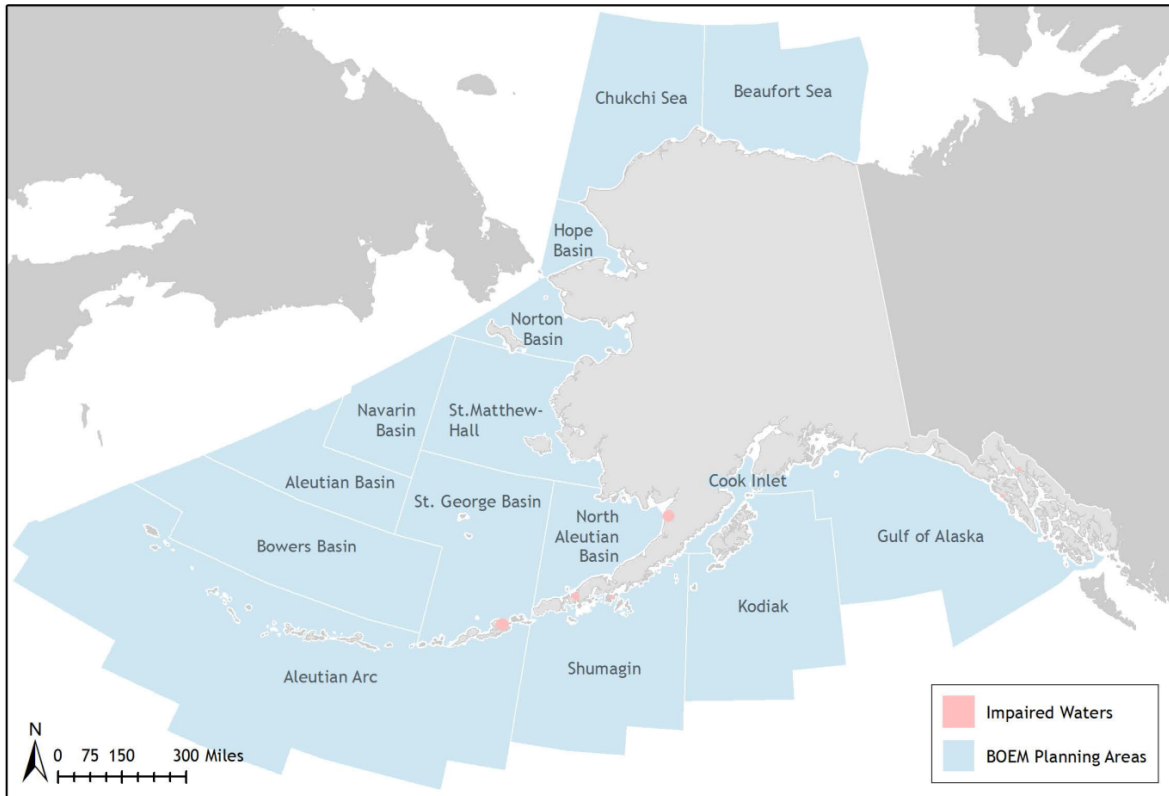 Chukchi Sea
Beaufort Sea
Hope
Basin
Norton
Basin
Navarin
Basin
St.Matthew-
Hall
Aleutian Basin
St. George Basin
Cook Inlet
North
Aleutian
Basin
Bowers Basin
Gulf of Alaska
Kodiak
Aleutian Arc
Shumagin
N
0 75 150 300 Miles
Impaired Waters
BOEM Planning Areas